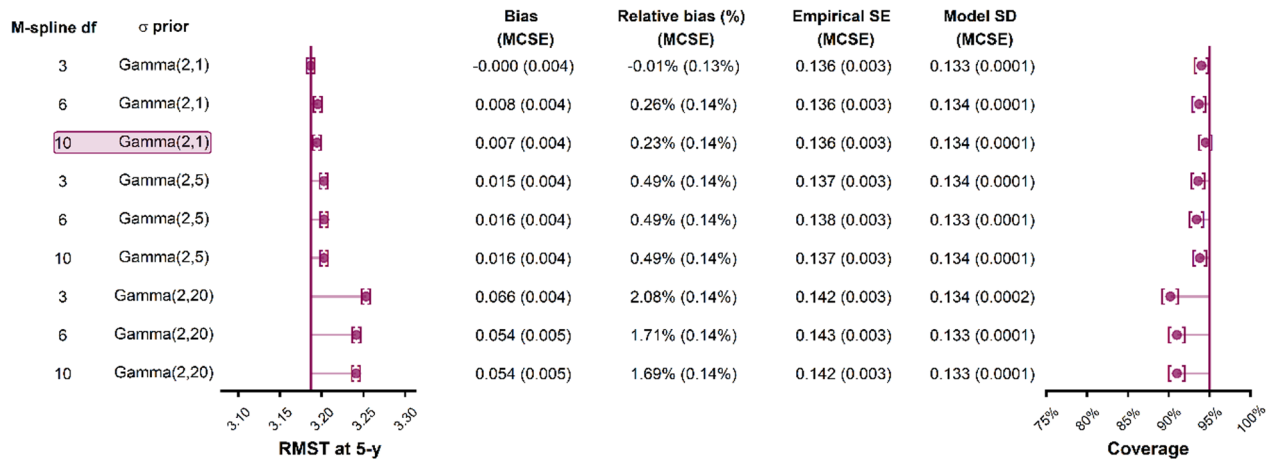 M-spline df σ prior Bias (MCSE) Relative bias (%) (MCSE) Empirical SE (MCSE) Model SD (MCSE)
3 Gamma(2,1) -0.000 (0.004) -0.01% (0.13%) 0.136 (0.003) 0.133 (0.0001)
6 Gamma(2,1) 0.008 (0.004) 0.26% (0.14%) 0.136 (0.003) 0.134 (0.0001)
10 Gamma(2,1) 0.007 (0.004) 0.23% (0.14%) 0.136 (0.003) 0.134 (0.0001)
3 Gamma(2,5) 0.015 (0.004) 0.49% (0.14%) 0.137 (0.003) 0.134 (0.0001)
6 Gamma(2,5) 0.016 (0.004) 0.49% (0.14%) 0.138 (0.003) 0.133 (0.0001)
10 Gamma(2,5) 0.016 (0.004) 0.49% (0.14%) 0.137 (0.003) 0.134 (0.0001)
3 Gamma(2,20) 0.066 (0.004) 2.08% (0.14%) 0.142 (0.003) 0.134 (0.0002)
6 Gamma(2,20) 0.054 (0.005) 1.71% (0.14%) 0.143 (0.003) 0.133 (0.0001)
10 Gamma(2,20) 0.054 (0.005) 1.69% (0.14%) 0.142 (0.003) 0.133 (0.0001)
3.10 3.15 3.20 3.25 3.30 75% 80% 85% 90% 95% 100%
RMST at 5-y Coverage